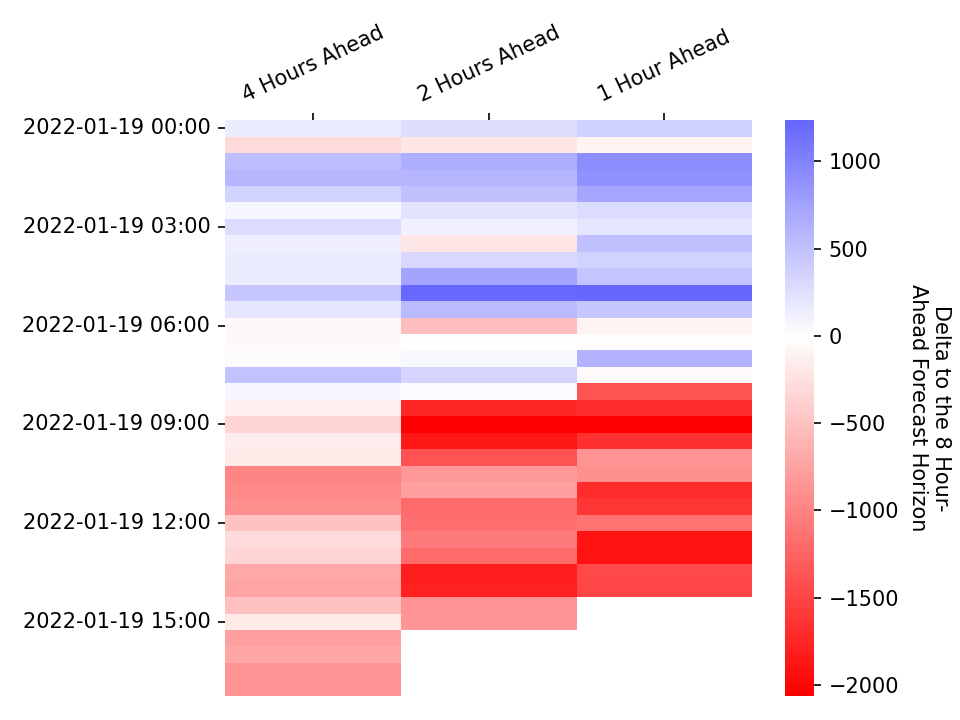 4 Hours Ahead
2 Hours Ahead
1 Hour Ahead
2022-01-19 00:00
2022-01-19 03:00
2022-01-19 06:00
2022-01-19 09:00
2022-01-19 12:00
2022-01-19 15:00
1000
500
0
−500
−1000
−1500
−2000
Delta to the 8 Hour-
Ahead Forecast Horizon